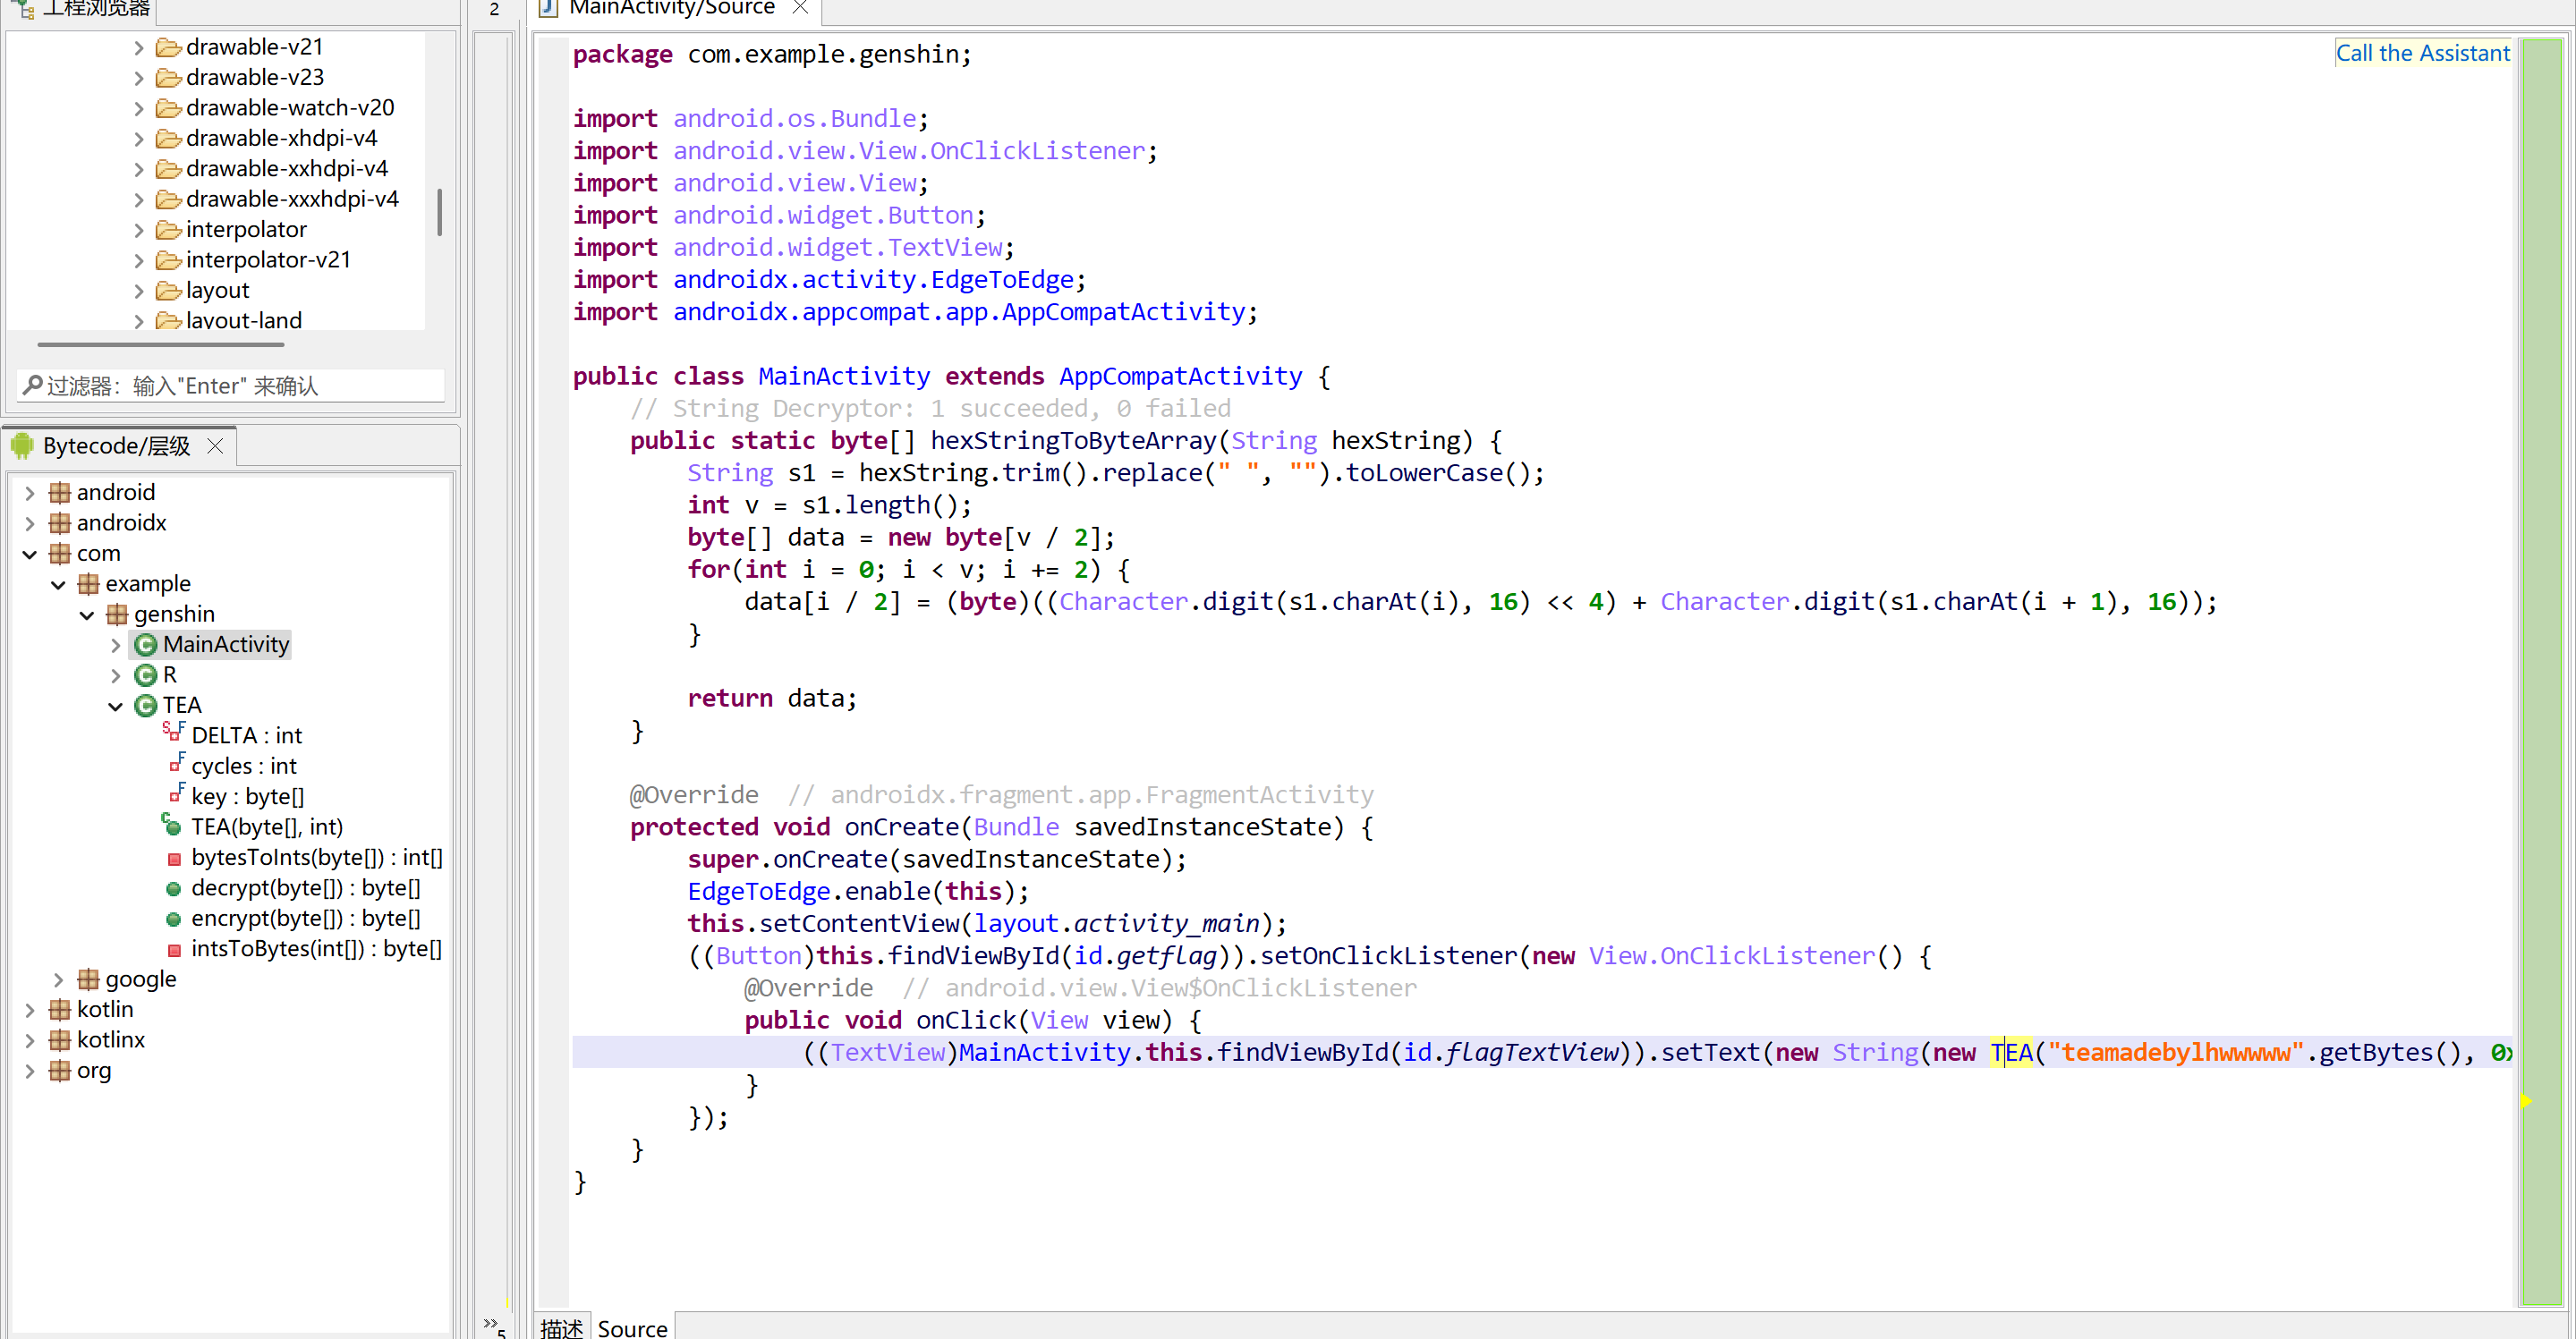 工程浏览器
drawable-v21
drawable-v23
drawable-watch-v20
drawable-xhdpi-v4
drawable-xxhdpi-v4
drawable-xxxhdpi-v4
interpolator
interpolator-v21
layout
layout-land
过滤器：输入"Enter" 来确认
Bytecode/层级
android
androidx
com
example
genshin
MainActivity
R
TEA
DELTA : int
cycles : int
key : byte[]
TEA(byte[], int)
bytesToInts(byte[]) : int[]
decrypt(byte[]) : byte[]
encrypt(byte[]) : byte[]
intsToBytes(int[]) : byte[]
google
kotlin
kotlinx
org
2
»5
MainActivity/Source
Call the Assistant
package com.example.genshin;
import android.os.Bundle;
import android.view.View.OnClickListener;
import android.view.View;
import android.widget.Button;
import android.widget.TextView;
import androidx.activity.EdgeToEdge;
import androidx.appcompat.app.AppCompatActivity;
public class MainActivity extends AppCompatActivity {
// String Decryptor: 1 succeeded, 0 failed
public static byte[] hexStringToByteArray(String hexString) {
String s1 = hexString.trim().replace(" ", "").toLowerCase();
int v = s1.length();
byte[] data = new byte[v / 2];
for(int i = 0; i < v; i += 2) {
data[i / 2] = (byte)((Character.digit(s1.charAt(i), 16) << 4) + Character.digit(s1.charAt(i + 1), 16));
}
return data;
}
@Override  // androidx.fragment.app.FragmentActivity
protected void onCreate(Bundle savedInstanceState) {
super.onCreate(savedInstanceState);
EdgeToEdge.enable(this);
this.setContentView(layout.activity_main);
((Button)this.findViewById(id.getflag)).setOnClickListener(new View.OnClickListener() {
@Override  // android.view.View$OnClickListener
public void onClick(View view) {
((TextView)MainActivity.this.findViewById(id.flagTextView)).setText(new String(new TEA("teamadebylhwwwww".getBytes(), 0x
}
});
}
}
描述
Source